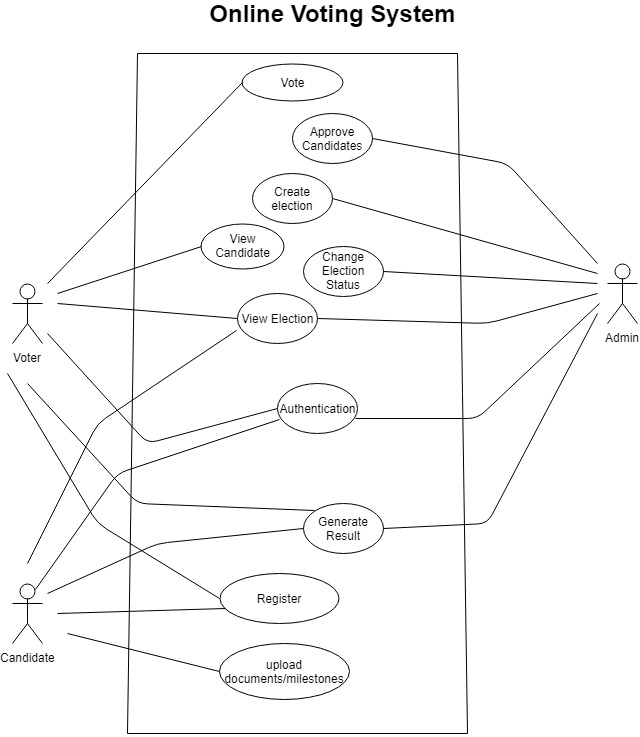 Online Voting System
Vote
Approve
Candidates
Create
election
View
Candidate
Change
Election
Status
View Election
Voter
Admin
Authentication
Generate
Result
Register
Candidate
upload
documents/milestones